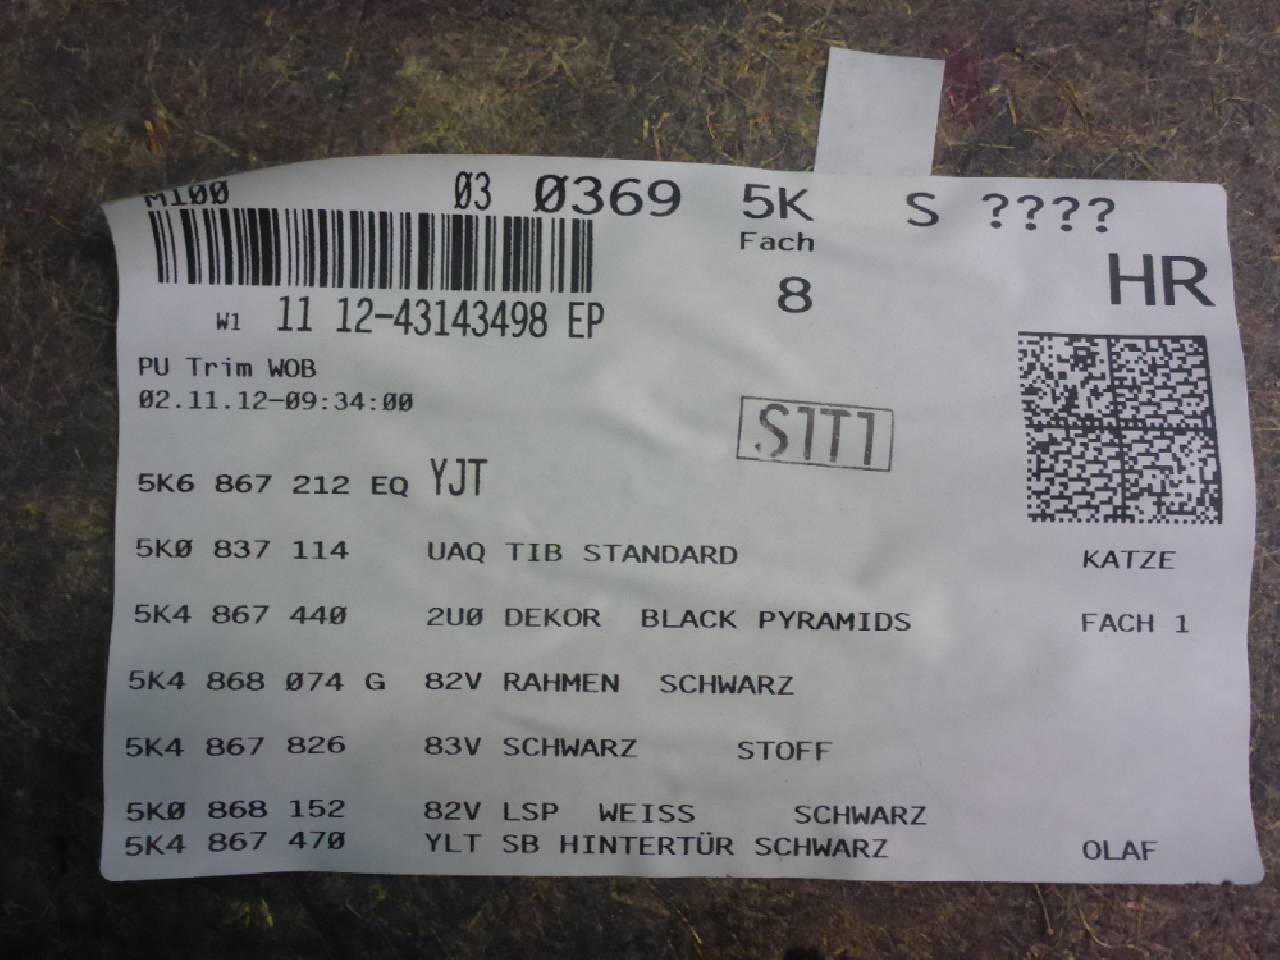 M100 03 0369 5K S ????
Fach
HR
8
W1 11 12-43143498 EP
PU Trim WOB
02.11.12-09:34:00
S1T1
5K6 867 212 EQ YJT
5K0 837 114 UAQ TIB STANDARD KATZE
5K4 867 440 2U0 DEKOR BLACK PYRAMIDS FACH 1
5K4 868 074 G 82V RAHMEN SCHWARZ
5K4 867 826 83V SCHWARZ STOFF
5K0 868 152 82V LSP WEISS SCHWARZ
5K4 867 470 YLT SB HINTERTÜR SCHWARZ OLAF